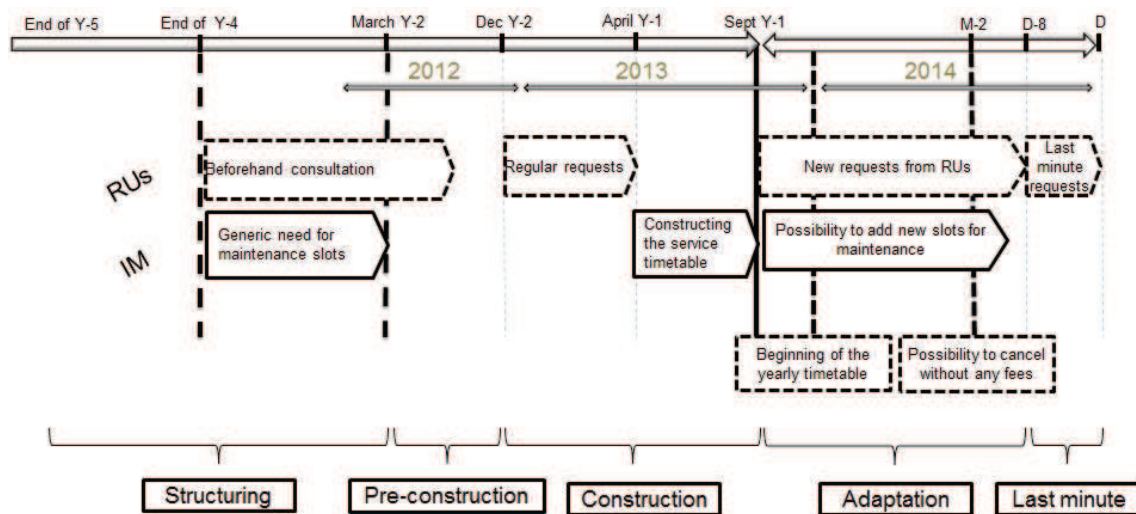 End of Y-5 End of Y-4 March Y-2 Dec Y-2 April Y-1 Sept Y-1 M-2 D-8 D
2012 2013 2014
RUs
Beforehand consultation
Regular requests
New requests from RUs
Last
minute
requests
IM
Generic need for
maintenance slots
Constructing
the service
timetable
Possibility to add new slots for
maintenance
Beginning of the
yearly timetable
Possibility to cancel
without any fees
Structuring Pre-construction Construction Adaptation Last minute